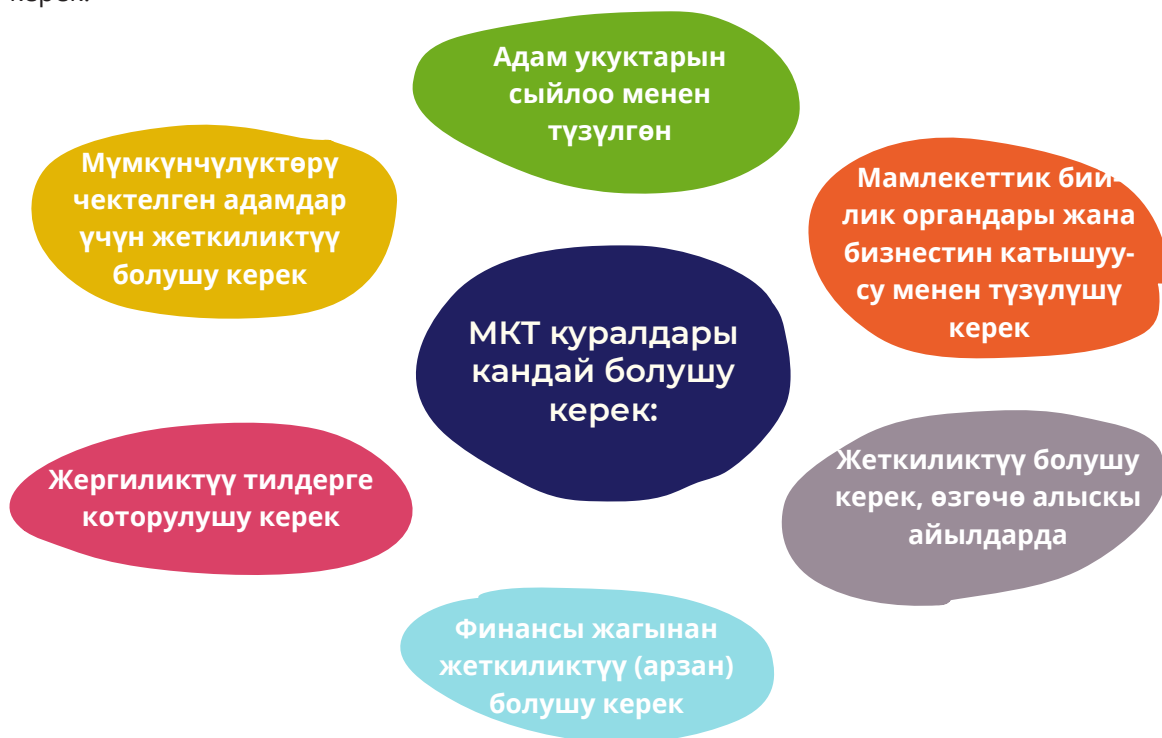 керек.
Адам укуктарын
сыйлоо менен
түзүлгөн
Мүмкүнчүлүктөрү
чектелген адамдар
үчүн жеткиликтүү
болушу керек
Мамлекеттик бий-
лик органдары жана
бизнестин катышуу-
су менен түзүлүшү
керек
МКТ куралдары
кандай болушу
керек:
Жергиликтүү тилдерге
которулушу керек
Жеткиликтүү болушу
керек, өзгөчө алыскы
айылдарда
Финансы жагынан
жеткиликтүү (арзан)
болушу керек